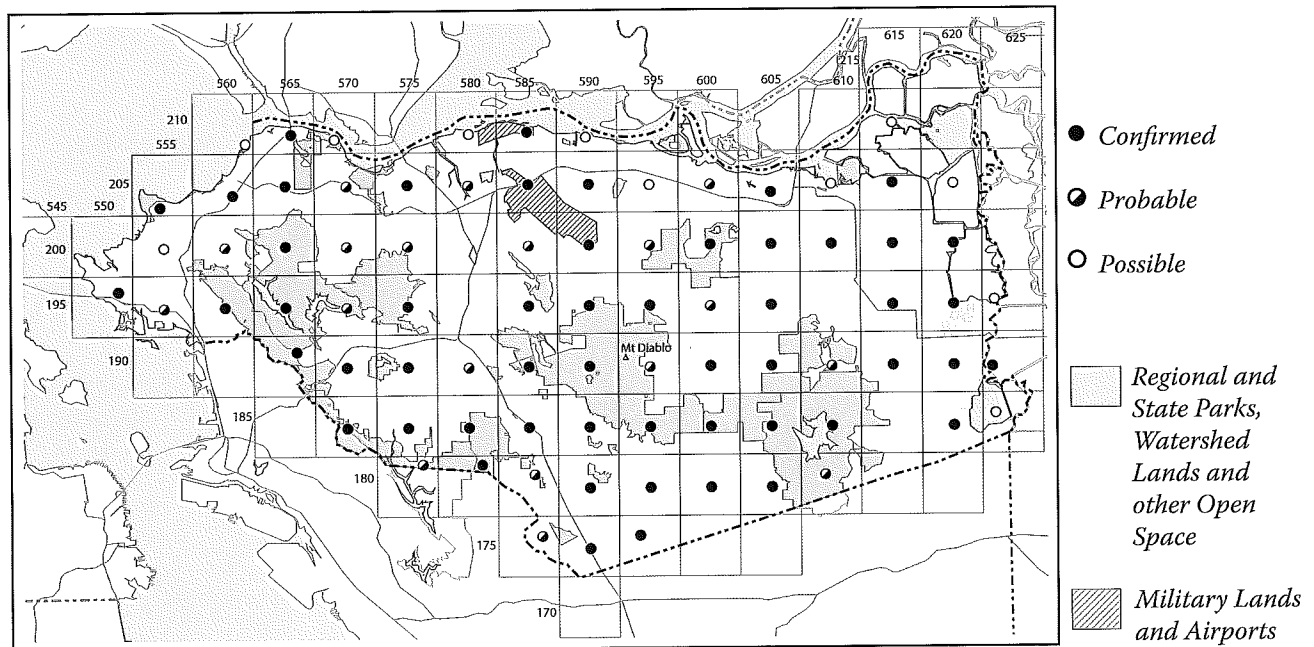 615
620
625
215
560
565
570
575
580
585
590
595
600
605
610
210
555
205
545
550
200
195
190
Mt Diablo
185
180
175
170
Confirmed
Probable
Possible
Regional and
State Parks,
Watershed
Lands and
other Open
Space
Military Lands
and Airports